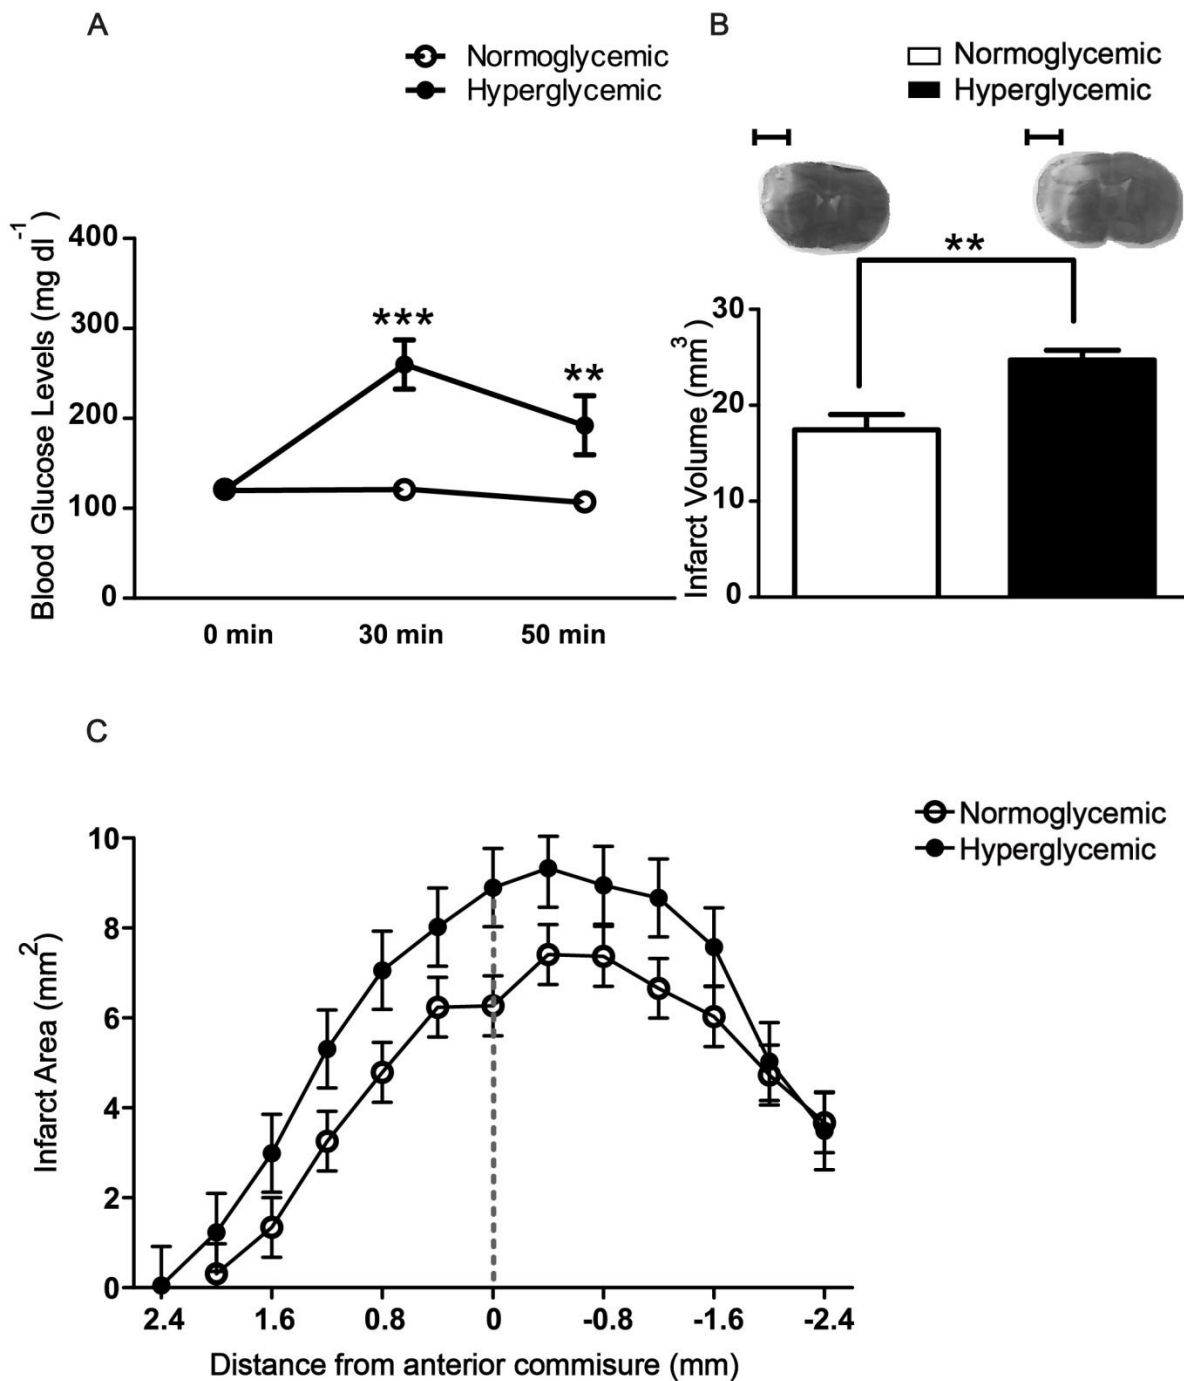 A
Normoglycemic
Hyperglycemic
Blood Glucose Levels (mg dl⁻¹)
400
300
200
100
0
***
**
0 min 30 min 50 min
B
Normoglycemic
Hyperglycemic
**
Infarct Volume (mm³)
30
20
10
0
C
Normoglycemic
Hyperglycemic
Infarct Area (mm²)
10
8
6
4
2
0
2.4 1.6 0.8 0 -0.8 -1.6 -2.4
Distance from anterior commisure (mm)